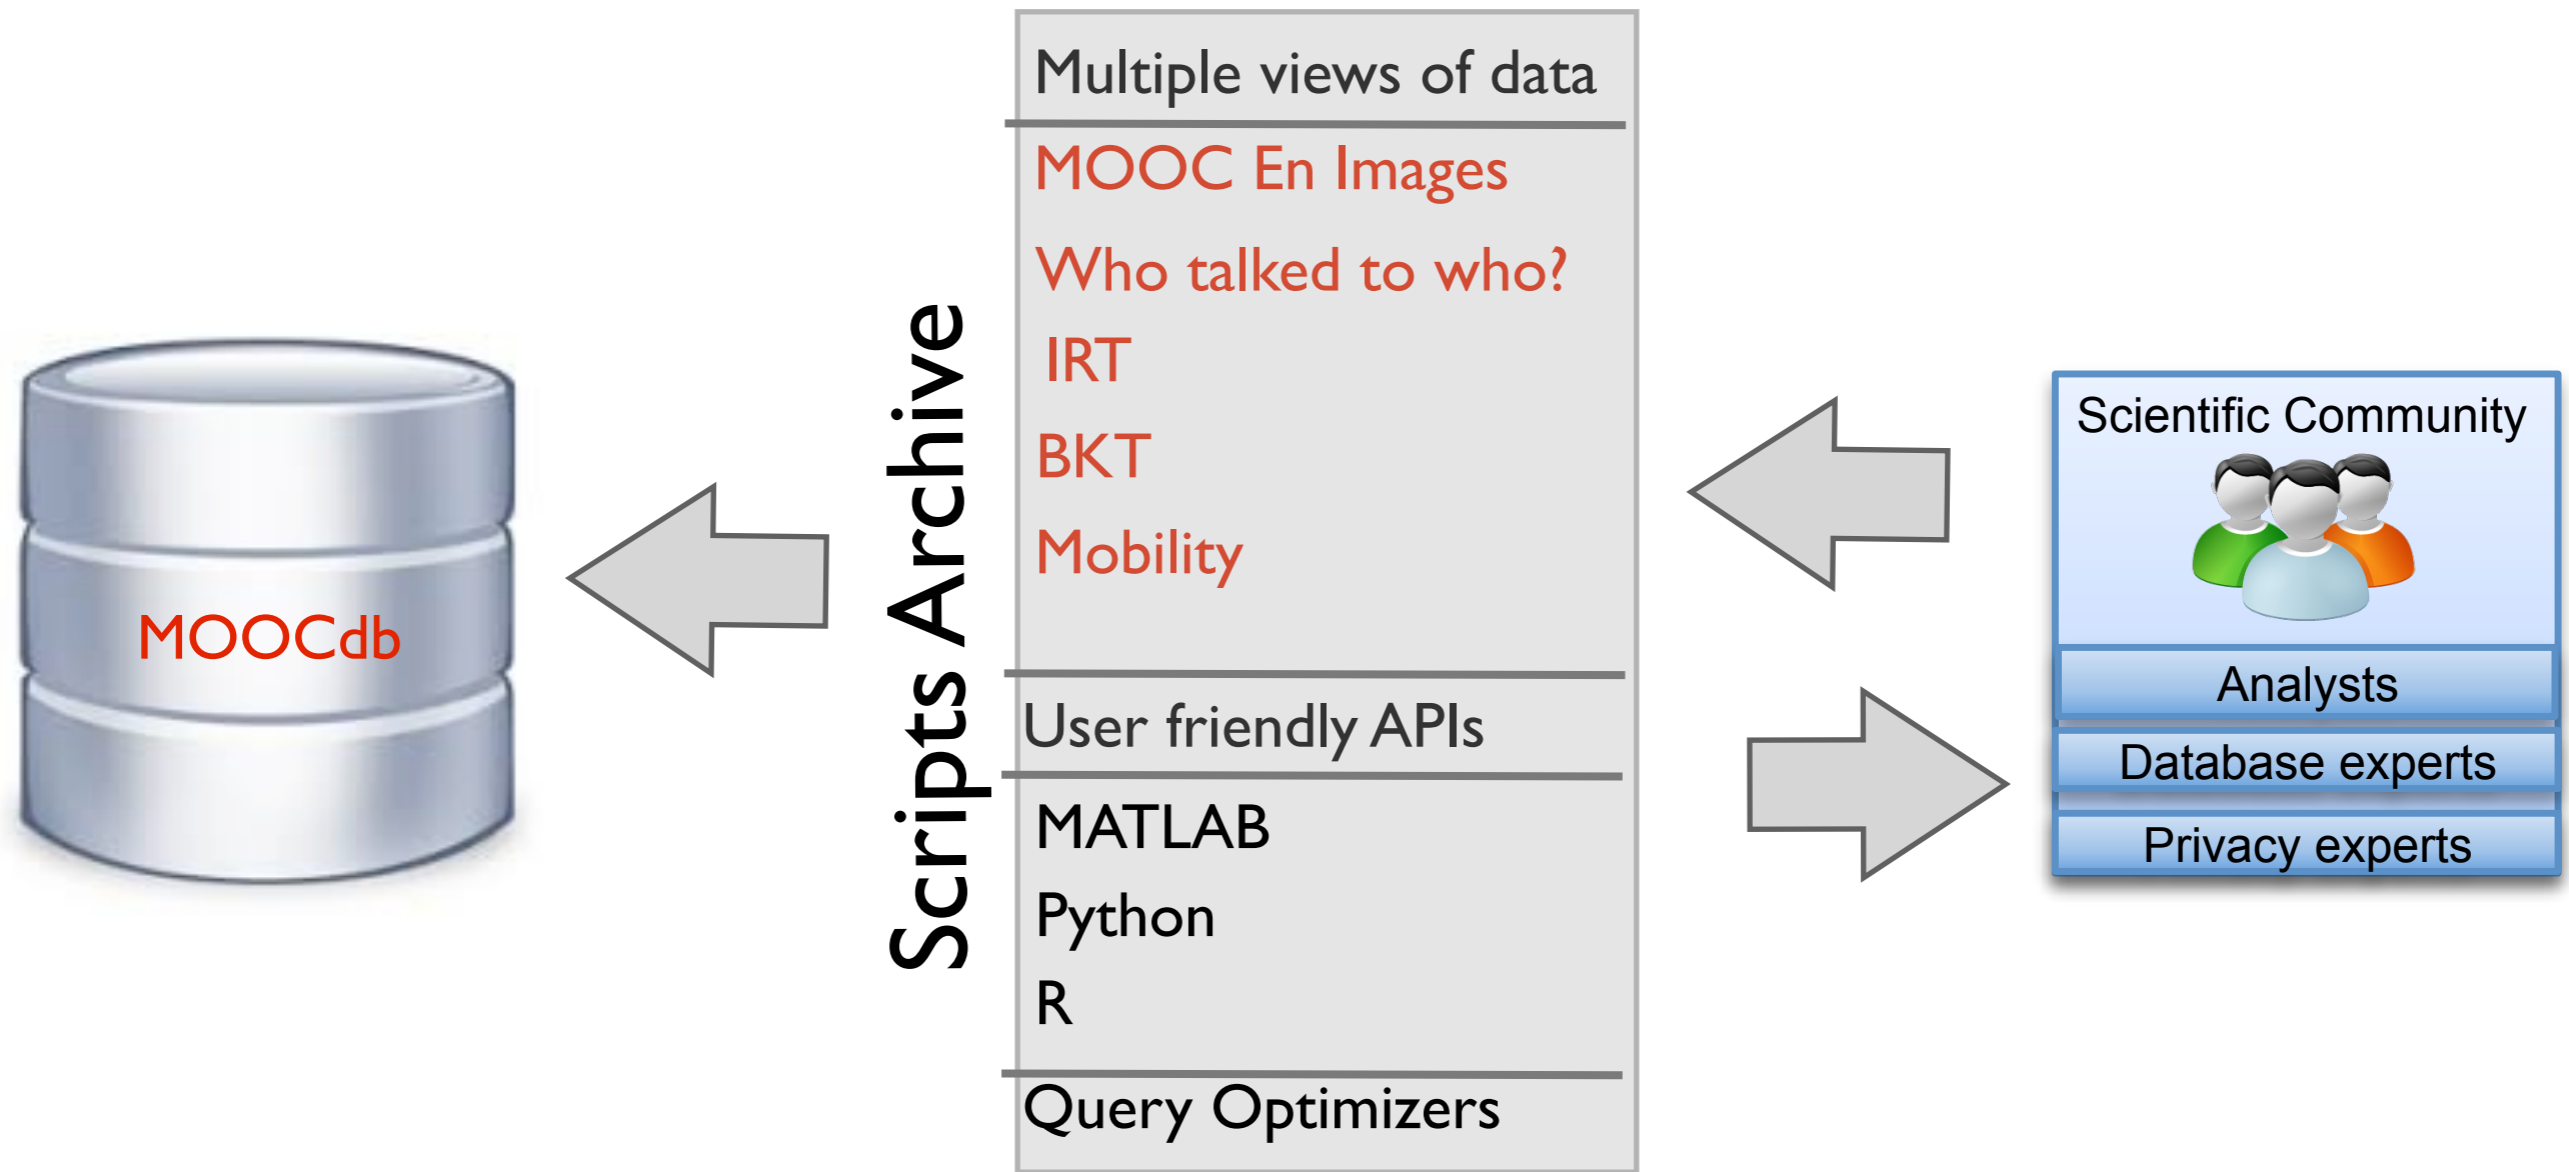 MOOCdb
Scripts Archive
Multiple views of data
MOOC En Images
Who talked to who?
IRT
BKT
Mobility
User friendly APIs
MATLAB
Python
R
Query Optimizers
Scientific Community
Analysts
Database experts
Privacy experts